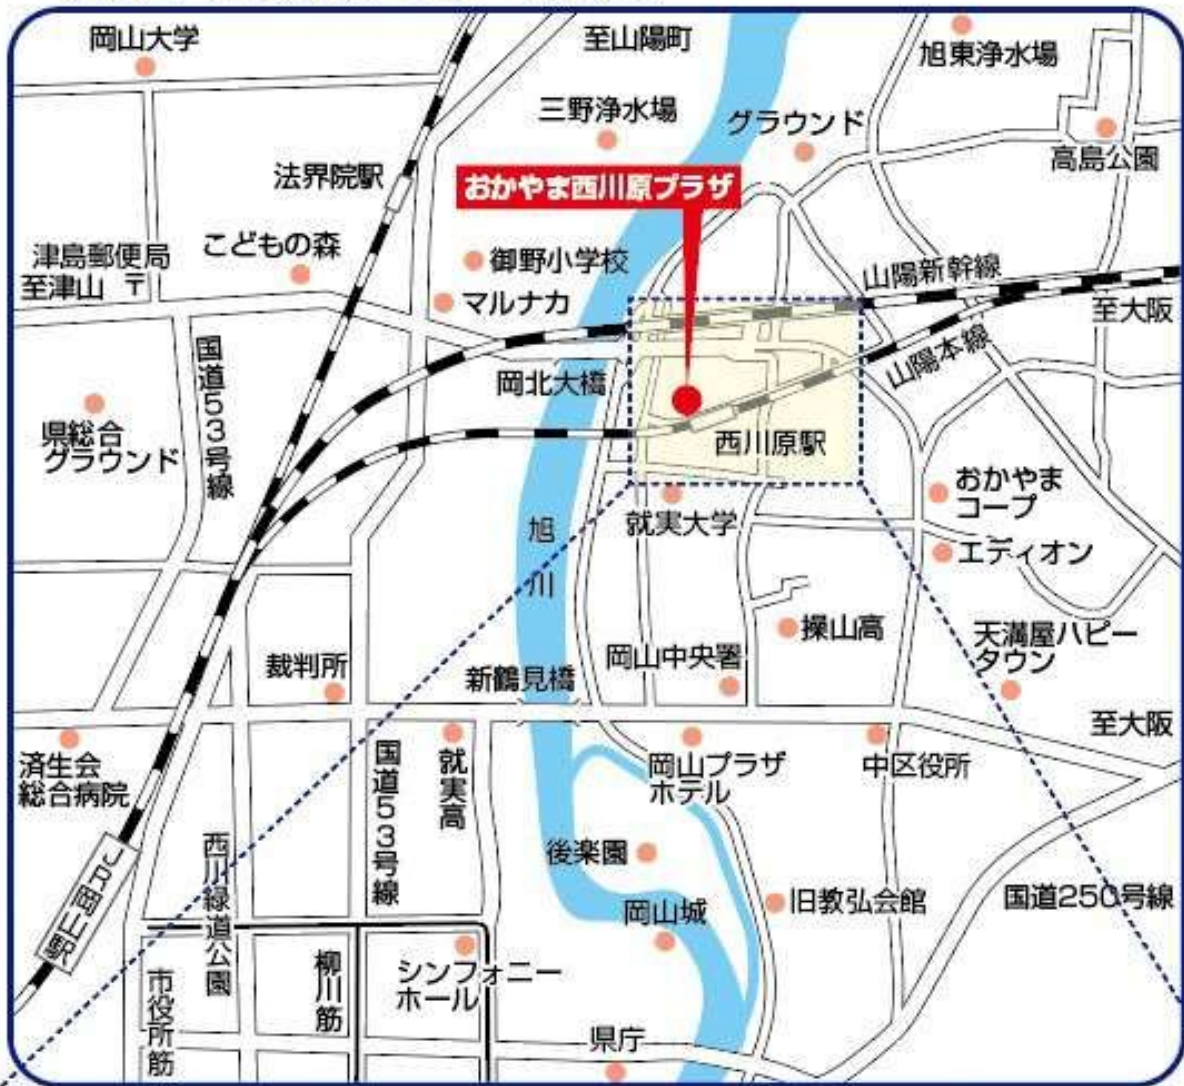 岡山大学
至山陽町
旭東浄水場
三野浄水場
グラウンド
高島公園
法界院駅
おかやま西川原プラザ
津島郵便局
至津山 〒
こどもの森
御野小学校
マルナカ
山陽新幹線
至大阪
山陽本線
国道53号線
岡北大橋
県総合
グラウンド
西川原駅
おかやま
コープ
就実大学
旭川
エディオン
操山高
天満屋ハピー
タウン
岡山中央署
裁判所
新鶴見橋
至大阪
済生会
総合病院
国道53号線
就実高
岡山プラザ
ホテル
中区役所
西川緑道公園
後楽園
JR岡山駅
岡山城
旧教弘会館
国道250号線
シンフォニー
ホール
柳川筋
市役所筋
県庁